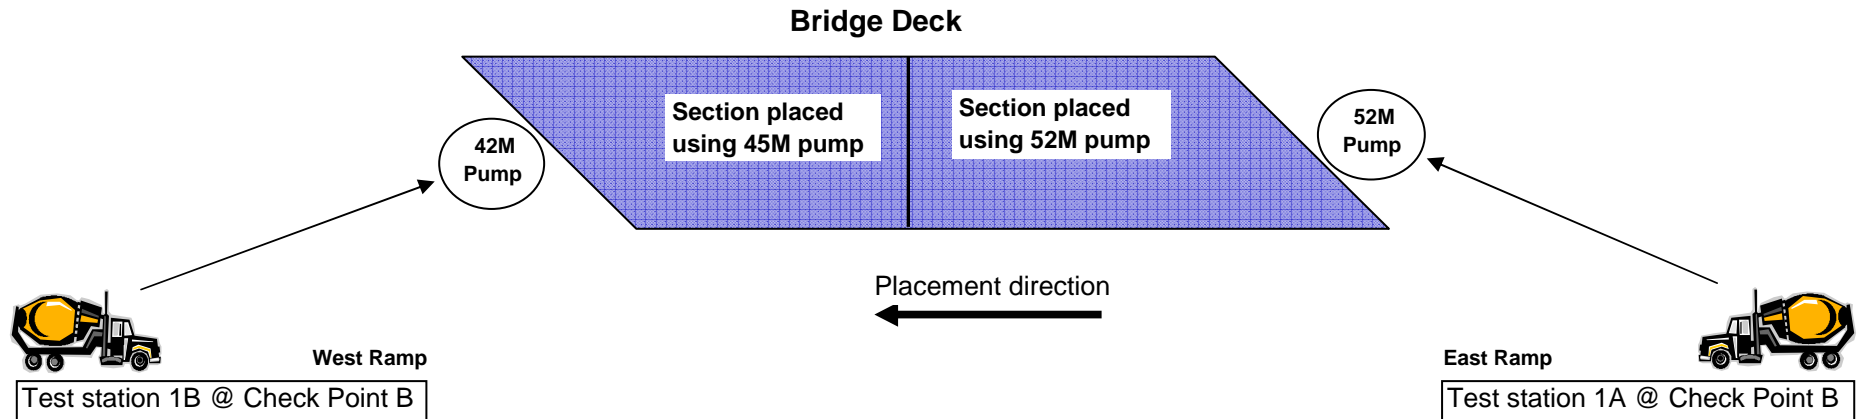 Bridge Deck
Section placed
using 45M pump
Section placed
using 52M pump
42M
Pump
52M
Pump
Placement direction
West Ramp
East Ramp
Test station 1B @ Check Point B
Test station 1A @ Check Point B